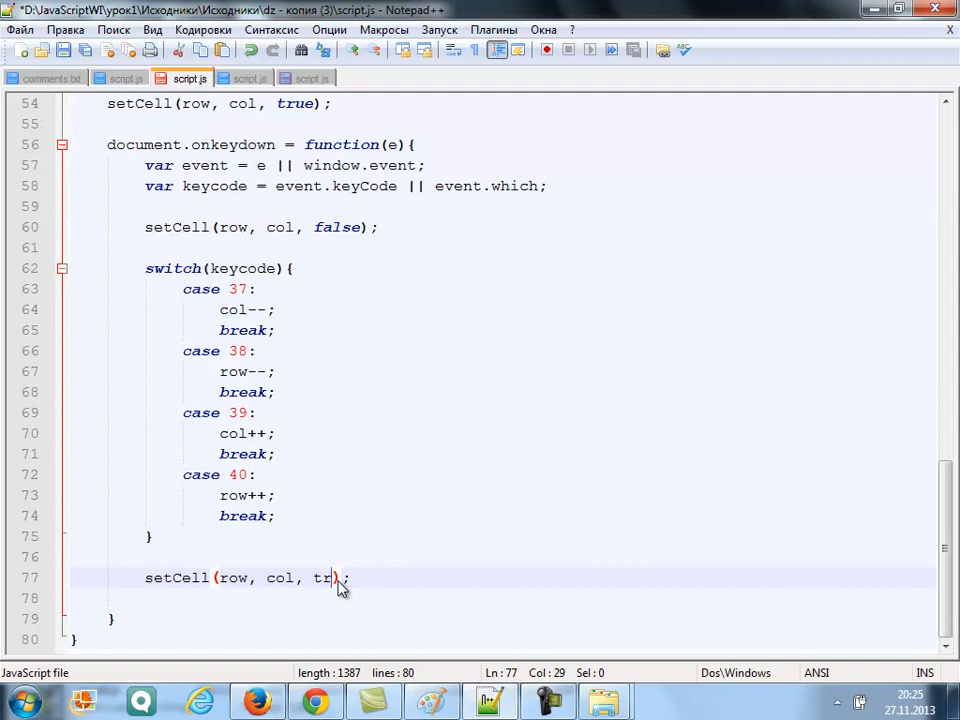 *D:\JavaScriptWI\урок1\Исходники\Исходники\dz - копия (3)\script.js - Notepad++
Файл Правка Поиск Вид Кодировки Синтаксис Опции Макросы Запуск Плагины Окна ? X
comments.txt script.js script.js script.js script.js
54 setCell(row, col, true);
55
56 document.onkeydown = function(e){
57 var event = e || window.event;
58 var keycode = event.keyCode || event.which;
59
60 setCell(row, col, false);
61
62 switch(keycode){
63 case 37:
64 col--;
65 break;
66 case 38:
67 row--;
68 break;
69 case 39:
70 col++;
71 break;
72 case 40:
73 row++;
74 break;
75 }
76
77 setCell(row, col, tr);
78
79 }
80 }
JavaScript file length : 1387 lines : 80 Ln : 77 Col : 29 Sel : 0 Dos\Windows ANSI INS
20:25
27.11.2013